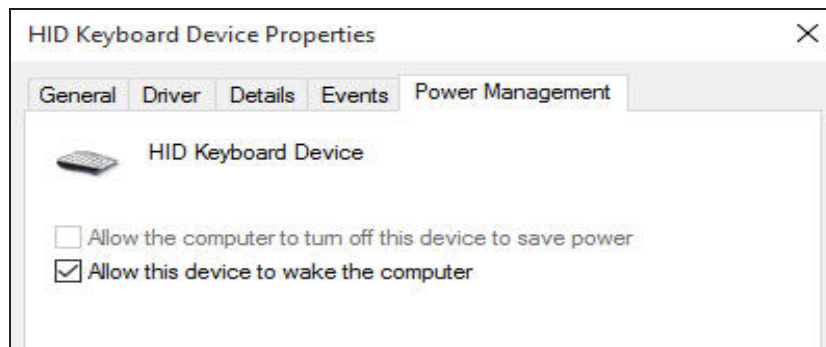 HID Keyboard Device Properties
General Driver Details Events Power Management
HID Keyboard Device
Allow the computer to turn off this device to save power
Allow this device to wake the computer